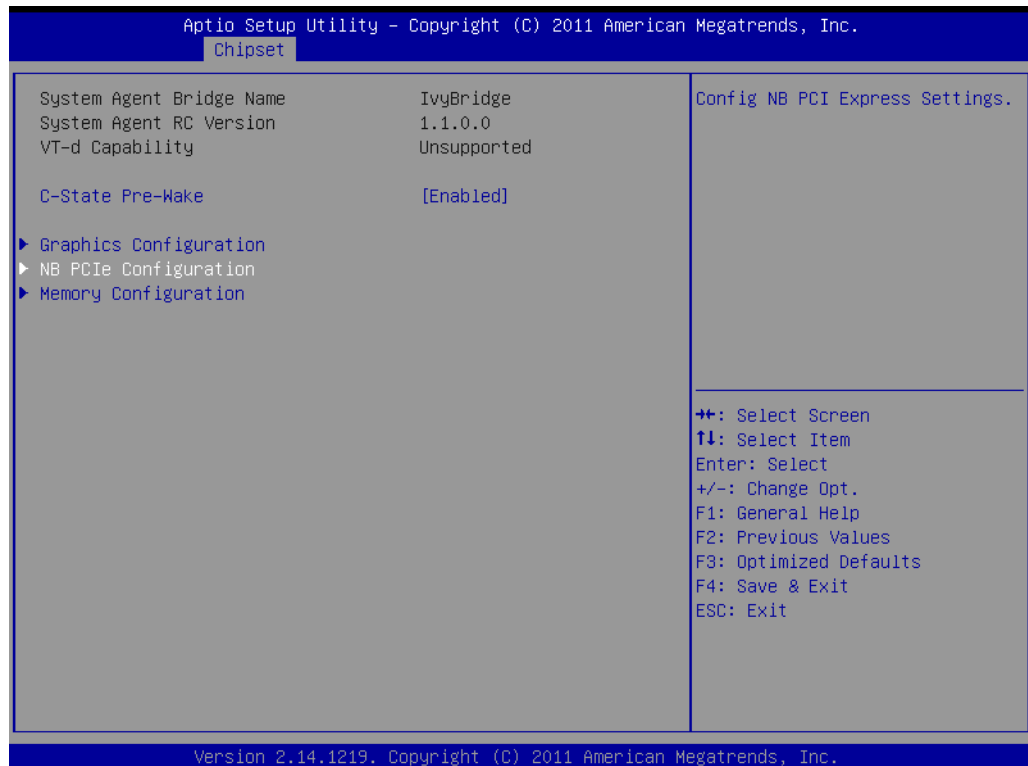 Aptio Setup Utility – Copyright (C) 2011 American Megatrends, Inc.
Chipset
System Agent Bridge Name IvyBridge
System Agent RC Version 1.1.0.0
VT-d Capability Unsupported
C-State Pre-Wake [Enabled]
▶ Graphics Configuration
▶ NB PCIe Configuration
▶ Memory Configuration
Config NB PCI Express Settings.
→←: Select Screen
↑↓: Select Item
Enter: Select
+/-: Change Opt.
F1: General Help
F2: Previous Values
F3: Optimized Defaults
F4: Save & Exit
ESC: Exit
Version 2.14.1219. Copyright (C) 2011 American Megatrends, Inc.